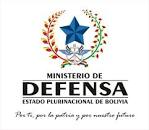 MINISTERIO DE
DEFENSA
ESTADO PLURINACIONAL DE BOLIVIA
Por ti, por la patria y por nuestro futuro